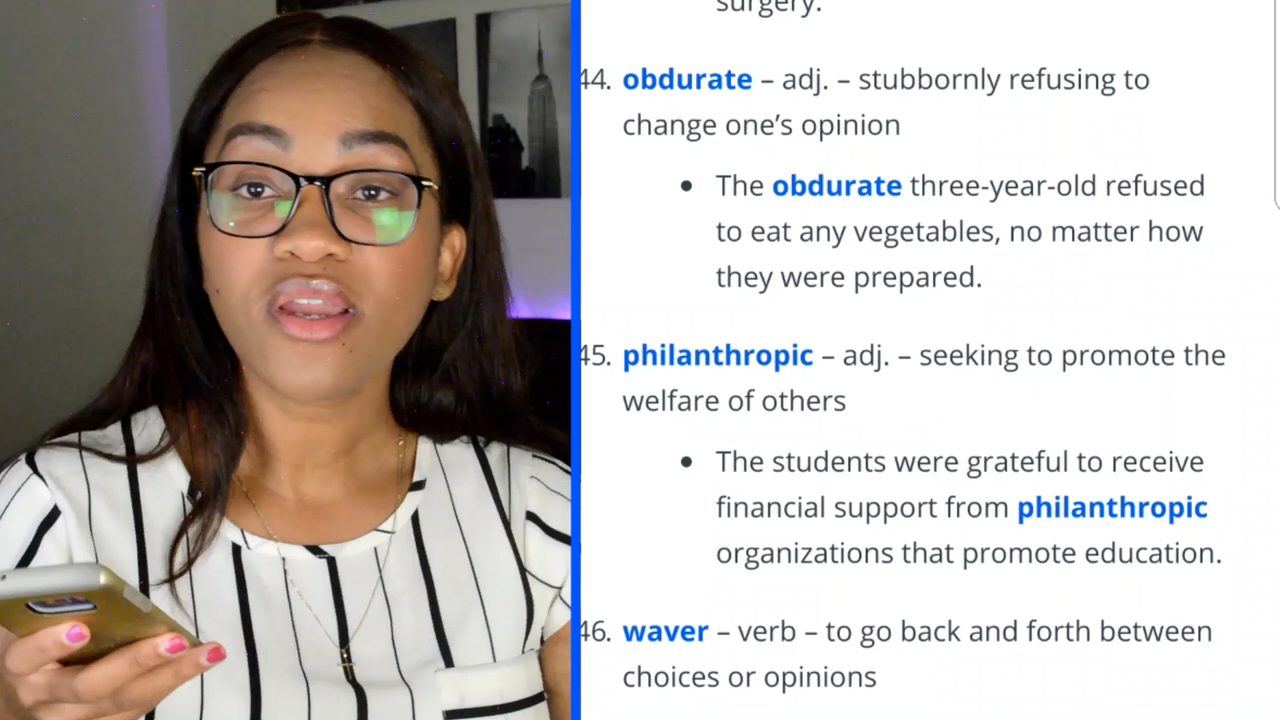 surgery.
44. obdurate – adj. – stubbornly refusing to
change one's opinion
• The obdurate three-year-old refused
to eat any vegetables, no matter how
they were prepared.
45. philanthropic – adj. – seeking to promote the
welfare of others
• The students were grateful to receive
financial support from philanthropic
organizations that promote education.
46. waver – verb – to go back and forth between
choices or opinions